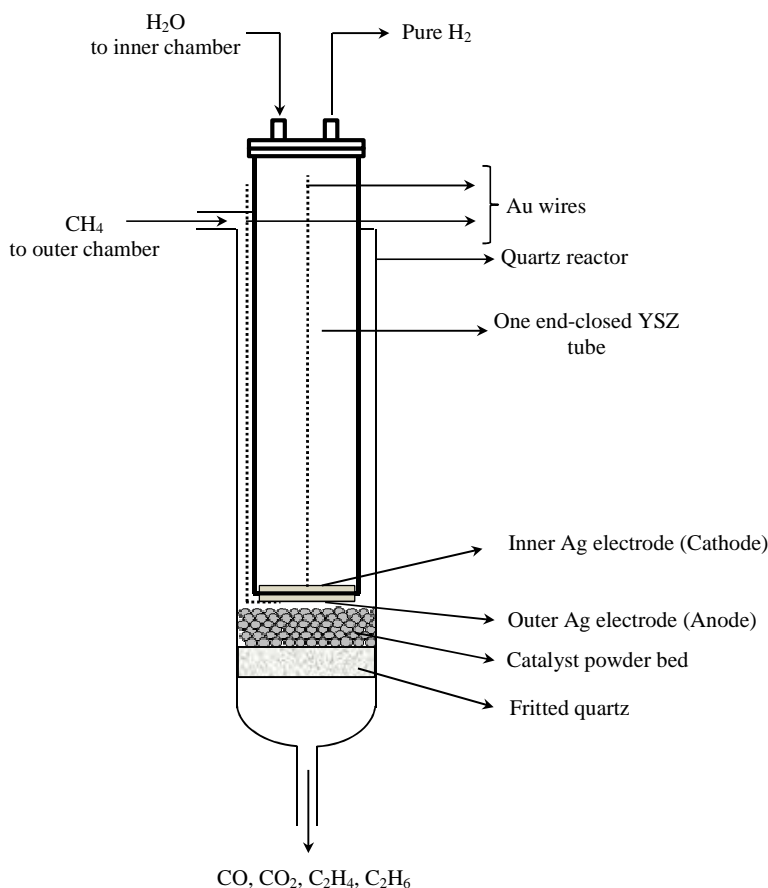 H₂O
to inner chamber
Pure H₂
Au wires
CH₄
to outer chamber
Quartz reactor
One end-closed YSZ
tube
Inner Ag electrode (Cathode)
Outer Ag electrode (Anode)
Catalyst powder bed
Fritted quartz
CO, CO₂, C₂H₄, C₂H₆